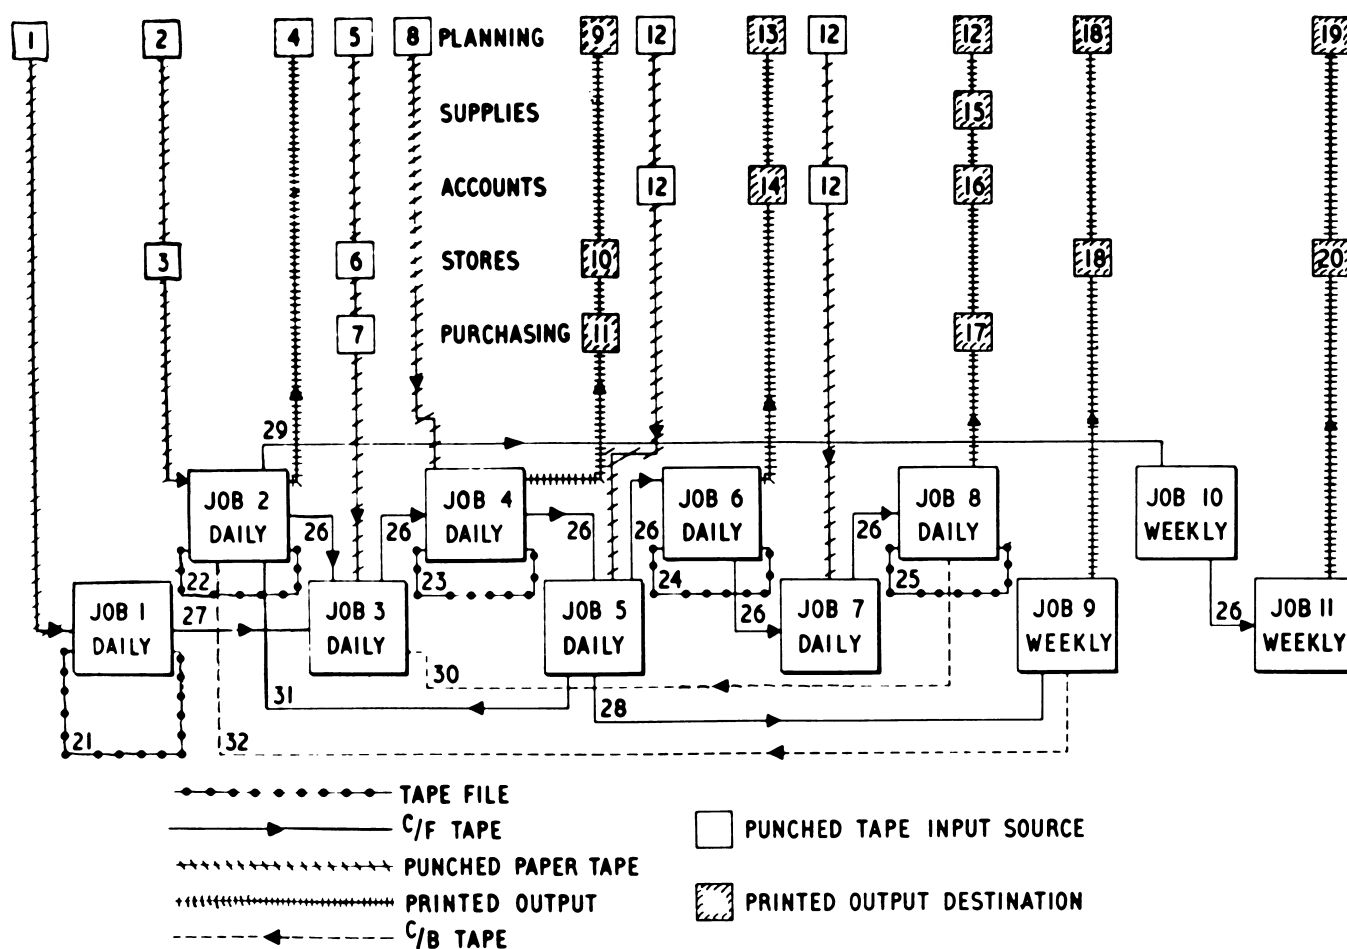 1 2 4 5 8 PLANNING 9 12 13 12 12 18 19
SUPPLIES 15
ACCOUNTS 12 14 12 16
3 6 STORES 10 18 20
7 PURCHASING 11 17
29
JOB 2 DAILY
JOB 4 DAILY
JOB 6 DAILY
JOB 8 DAILY
JOB 10 WEEKLY
26 26 26 26 26
22 23 24 25
JOB 1 DAILY
27
JOB 3 DAILY
JOB 5 DAILY
26
JOB 7 DAILY
JOB 9 WEEKLY
26
JOB 11 WEEKLY
30
31 28
21 32
TAPE FILE
C/F TAPE
PUNCHED PAPER TAPE
PRINTED OUTPUT
C/B TAPE
PUNCHED TAPE INPUT SOURCE
PRINTED OUTPUT DESTINATION